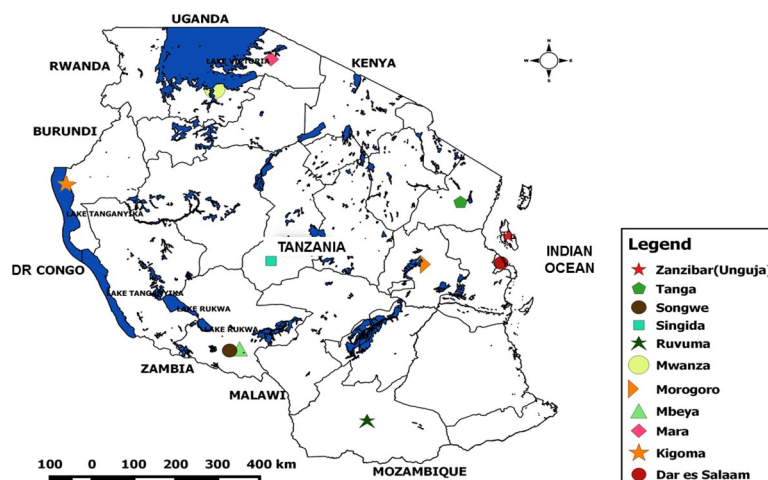 UGANDA
RWANDA
LAKE VICTORIA
KENYA
N
W E
S
BURUNDI
LAKE TANGANYIKA
TANZANIA
INDIAN
OCEAN
DR CONGO
LAKE TANGANYIKA
LAKE RUKWA
LAKE RUKWA
ZAMBIA
MALAWI
MOZAMBIQUE
100 0 100 200 300 400 km
Legend
Zanzibar(Unguja)
Tanga
Songwe
Singida
Ruvuma
Mwanza
Morogoro
Mbeya
Mara
Kigoma
Dar es Salaam